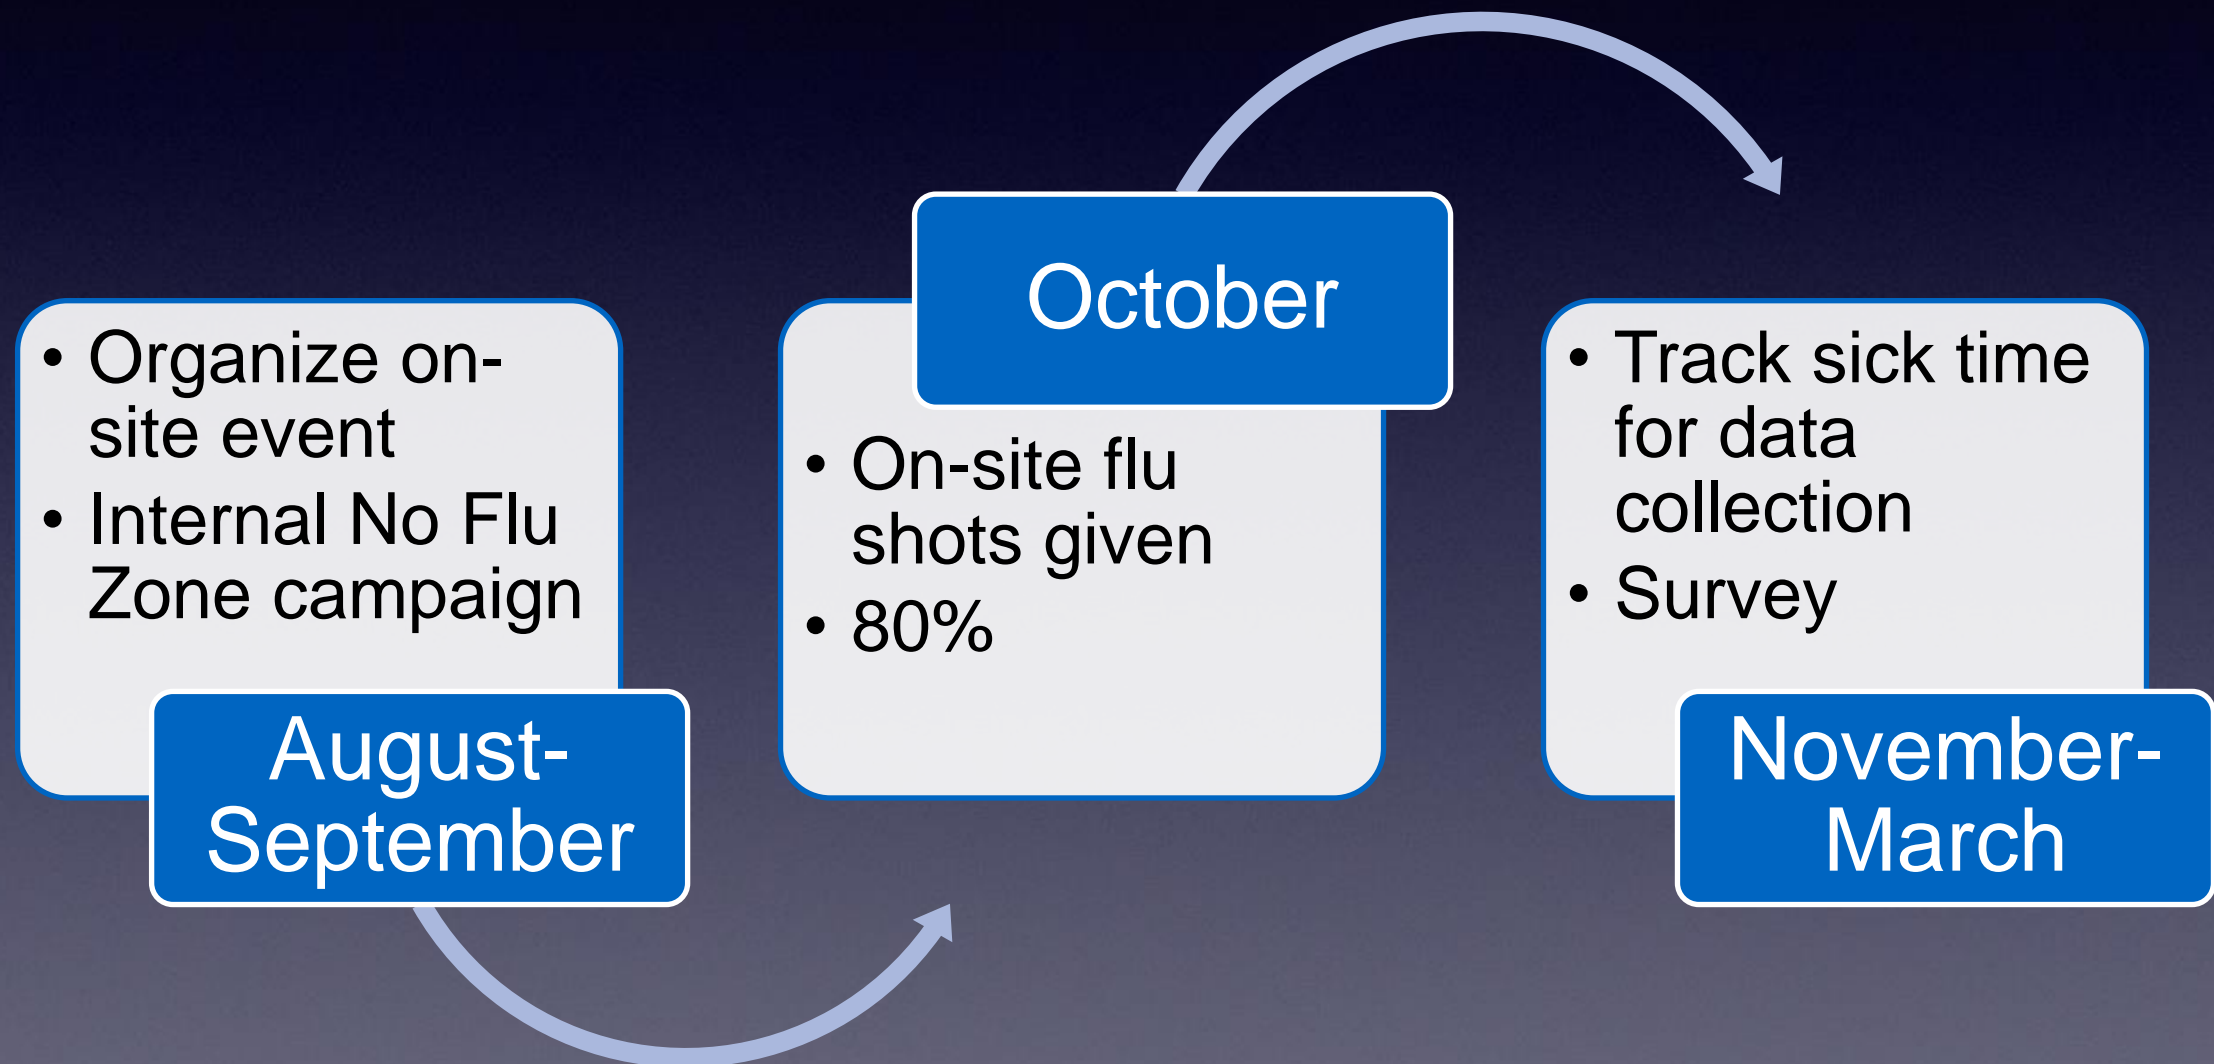 • Organize on-
site event
• Internal No Flu
Zone campaign
August-
September
October
• On-site flu
shots given
• 80%
• Track sick time
for data
collection
• Survey
November-
March